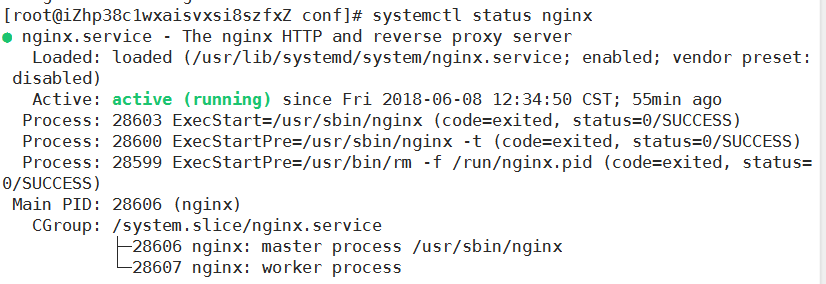 [root@iZhp38c1wxaisvxsi8szfxZ conf]# systemctl status nginx
● nginx.service - The nginx HTTP and reverse proxy server
   Loaded: loaded (/usr/lib/systemd/system/nginx.service; enabled; vendor preset:
 disabled)
   Active: active (running) since Fri 2018-06-08 12:34:50 CST; 55min ago
  Process: 28603 ExecStart=/usr/sbin/nginx (code=exited, status=0/SUCCESS)
  Process: 28600 ExecStartPre=/usr/sbin/nginx -t (code=exited, status=0/SUCCESS)
  Process: 28599 ExecStartPre=/usr/bin/rm -f /run/nginx.pid (code=exited, status=
0/SUCCESS)
 Main PID: 28606 (nginx)
   CGroup: /system.slice/nginx.service
           ├─28606 nginx: master process /usr/sbin/nginx
           └─28607 nginx: worker process